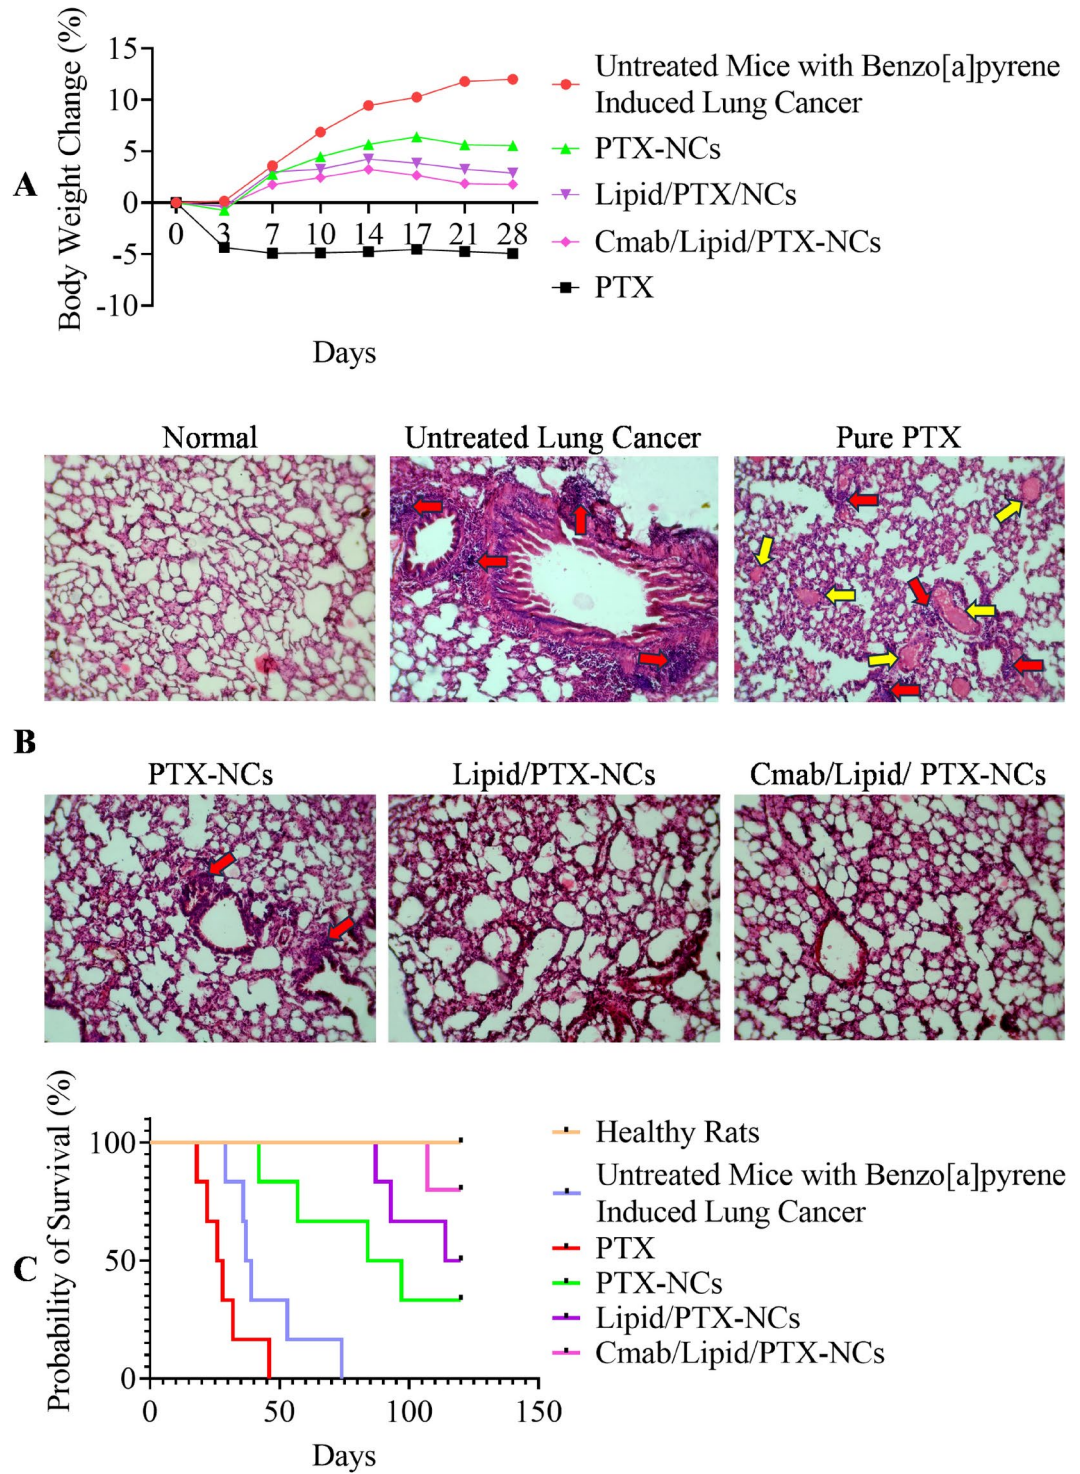 A
Body Weight Change (%)
15
10
5
0
-5
-10
0 3 7 10 14 17 21 28
Days
Untreated Mice with Benzo[a]pyrene
Induced Lung Cancer
PTX-NCs
Lipid/PTX/NCs
Cmab/Lipid/PTX-NCs
PTX
B
Normal
Untreated Lung Cancer
Pure PTX
PTX-NCs
Lipid/PTX-NCs
Cmab/Lipid/ PTX-NCs
C
Probability of Survival (%)
100
50
0
0 50 100 150
Days
Healthy Rats
Untreated Mice with Benzo[a]pyrene
Induced Lung Cancer
PTX
PTX-NCs
Lipid/PTX-NCs
Cmab/Lipid/PTX-NCs